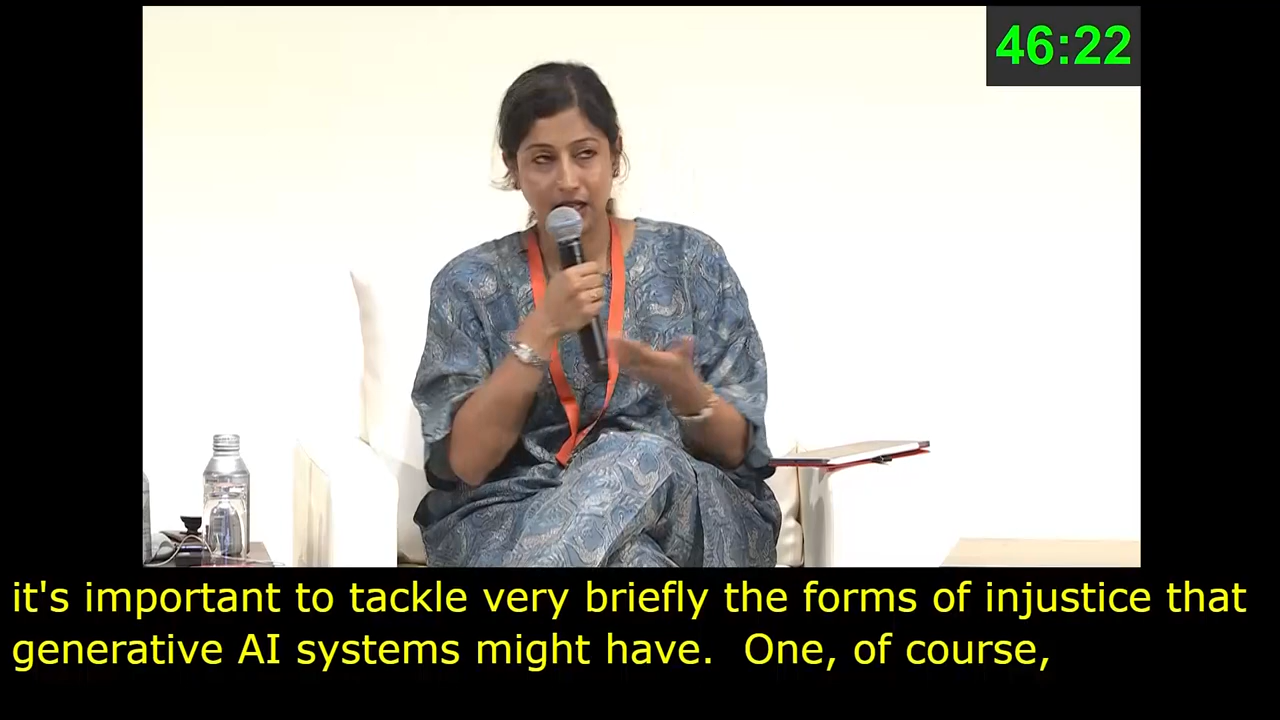 46:22
it's important to tackle very briefly the forms of injustice that
generative AI systems might have.  One, of course,